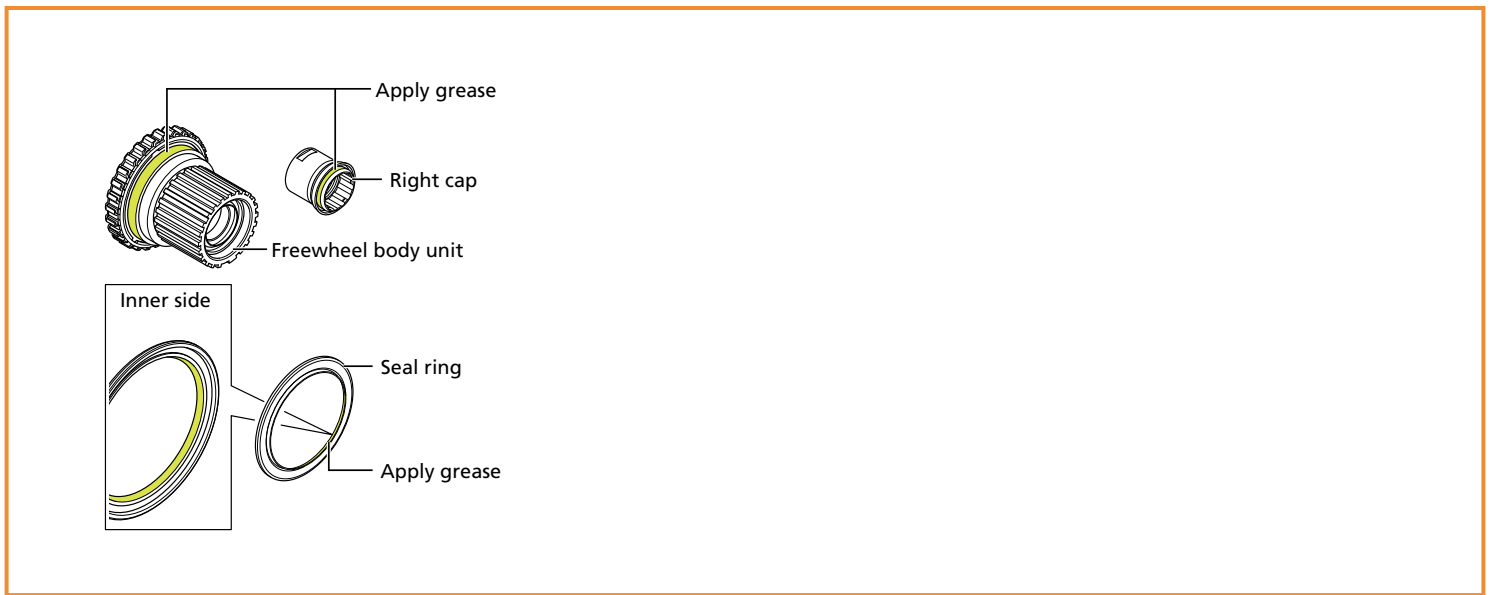 Apply grease
Right cap
Freewheel body unit
Inner side
Seal ring
Apply grease